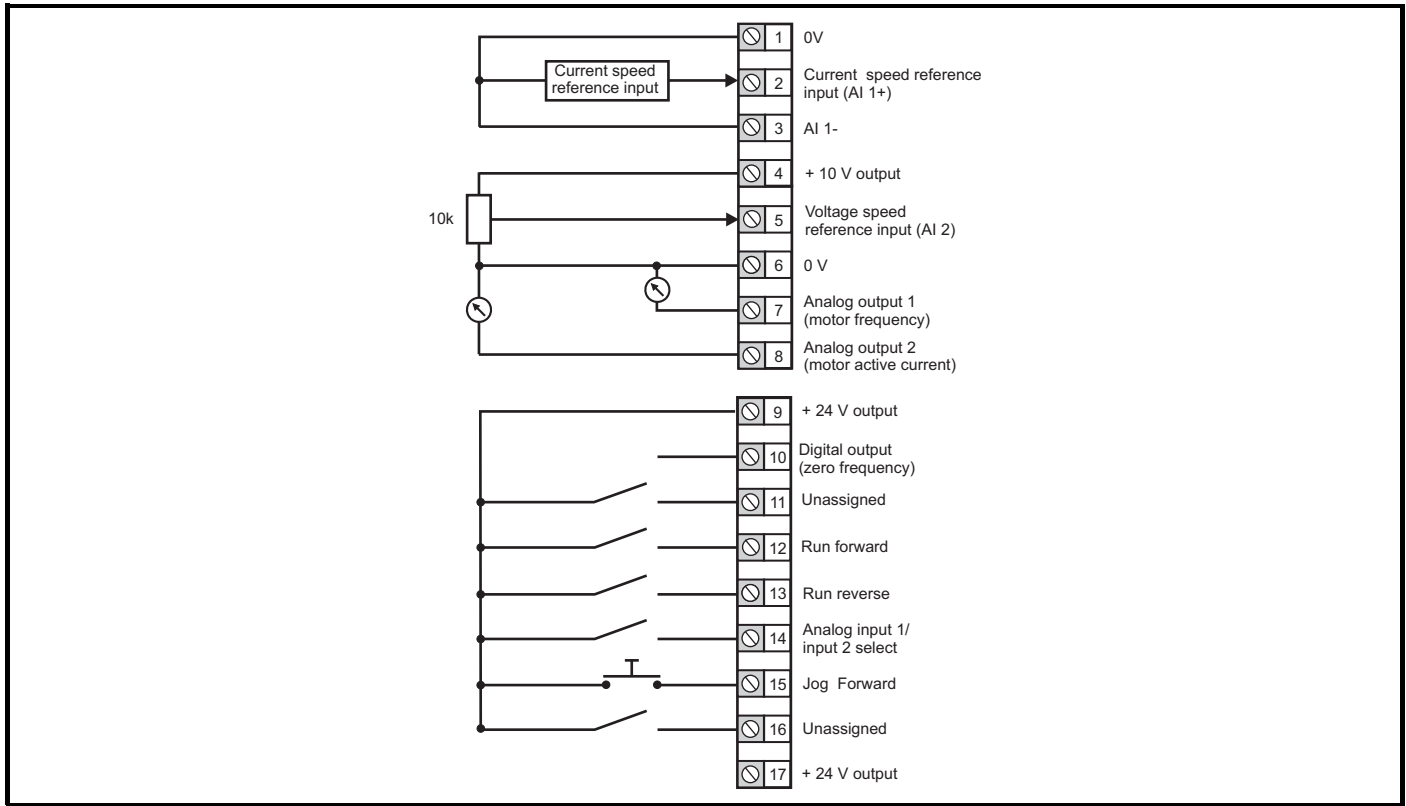 1 0V
Current speed
reference input
2 Current speed reference
input (AI 1+)
3 AI 1-
4 + 10 V output
10k
5 Voltage speed
reference input (AI 2)
6 0 V
7 Analog output 1
(motor frequency)
8 Analog output 2
(motor active current)
9 + 24 V output
10 Digital output
(zero frequency)
11 Unassigned
12 Run forward
13 Run reverse
14 Analog input 1/
input 2 select
15 Jog Forward
16 Unassigned
17 + 24 V output